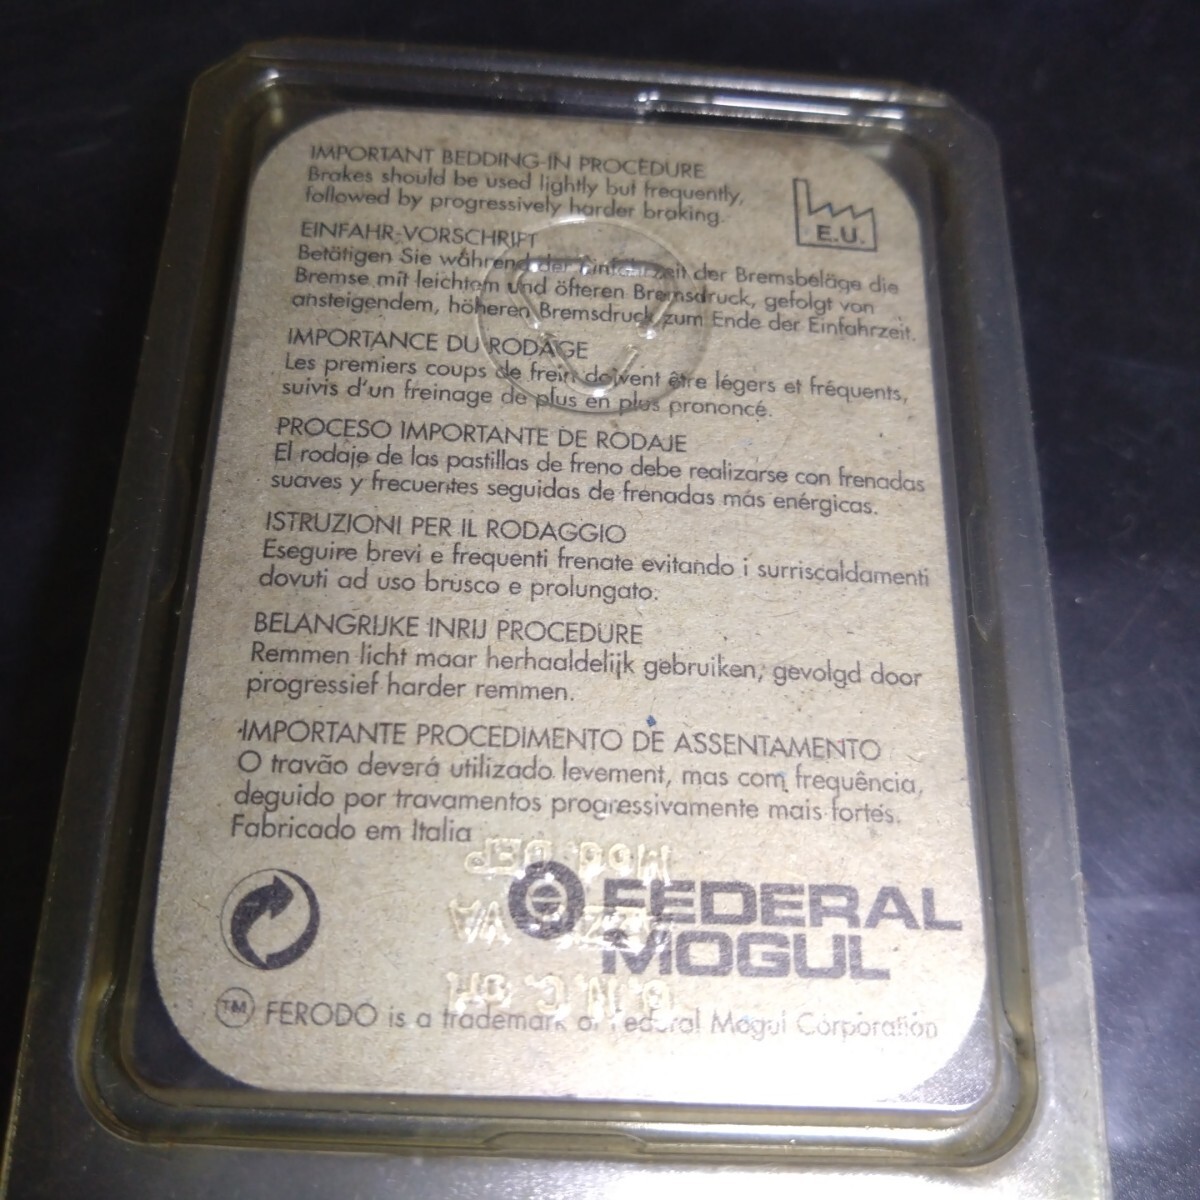 IMPORTANT BEDDING-IN PROCEDURE
Brakes should be used lightly but frequently,
followed by progressively harder braking.
E.U.
EINFAHR-VORSCHRIFT
Betätigen Sie während der Einfahrzeit der Bremsbeläge die
Bremse mit leichtem und öfteren Bremsdruck, gefolgt von
ansteigendem, höheren Bremsdruck zum Ende der Einfahrzeit.
IMPORTANCE DU RODAGE
Les premiers coups de frein doivent être légers et fréquents,
suivis d'un freinage de plus en plus prononcé.
PROCESO IMPORTANTE DE RODAJE
El rodaje de las pastillas de freno debe realizarse con frenadas
suaves y frecuentes seguidas de frenadas más enérgicas.
ISTRUZIONI PER IL RODAGGIO
Eseguire brevi e frequenti frenate evitando i surriscaldamenti
dovuti ad uso brusco e prolungato.
BELANGRIJKE INRIJ PROCEDURE
Remmen licht maar herhaaldelijk gebruiken, gevolgd door
progressief harder remmen.
IMPORTANTE PROCEDIMENTO DE ASSENTAMENTO
O travão deverá utilizado levement, mas com frequência,
deguido por travamentos progressivamente mais fortes.
Fabricado em Italia
FEDERAL
MOGUL
TM FERODO is a trademark of Federal Mogul Corporation